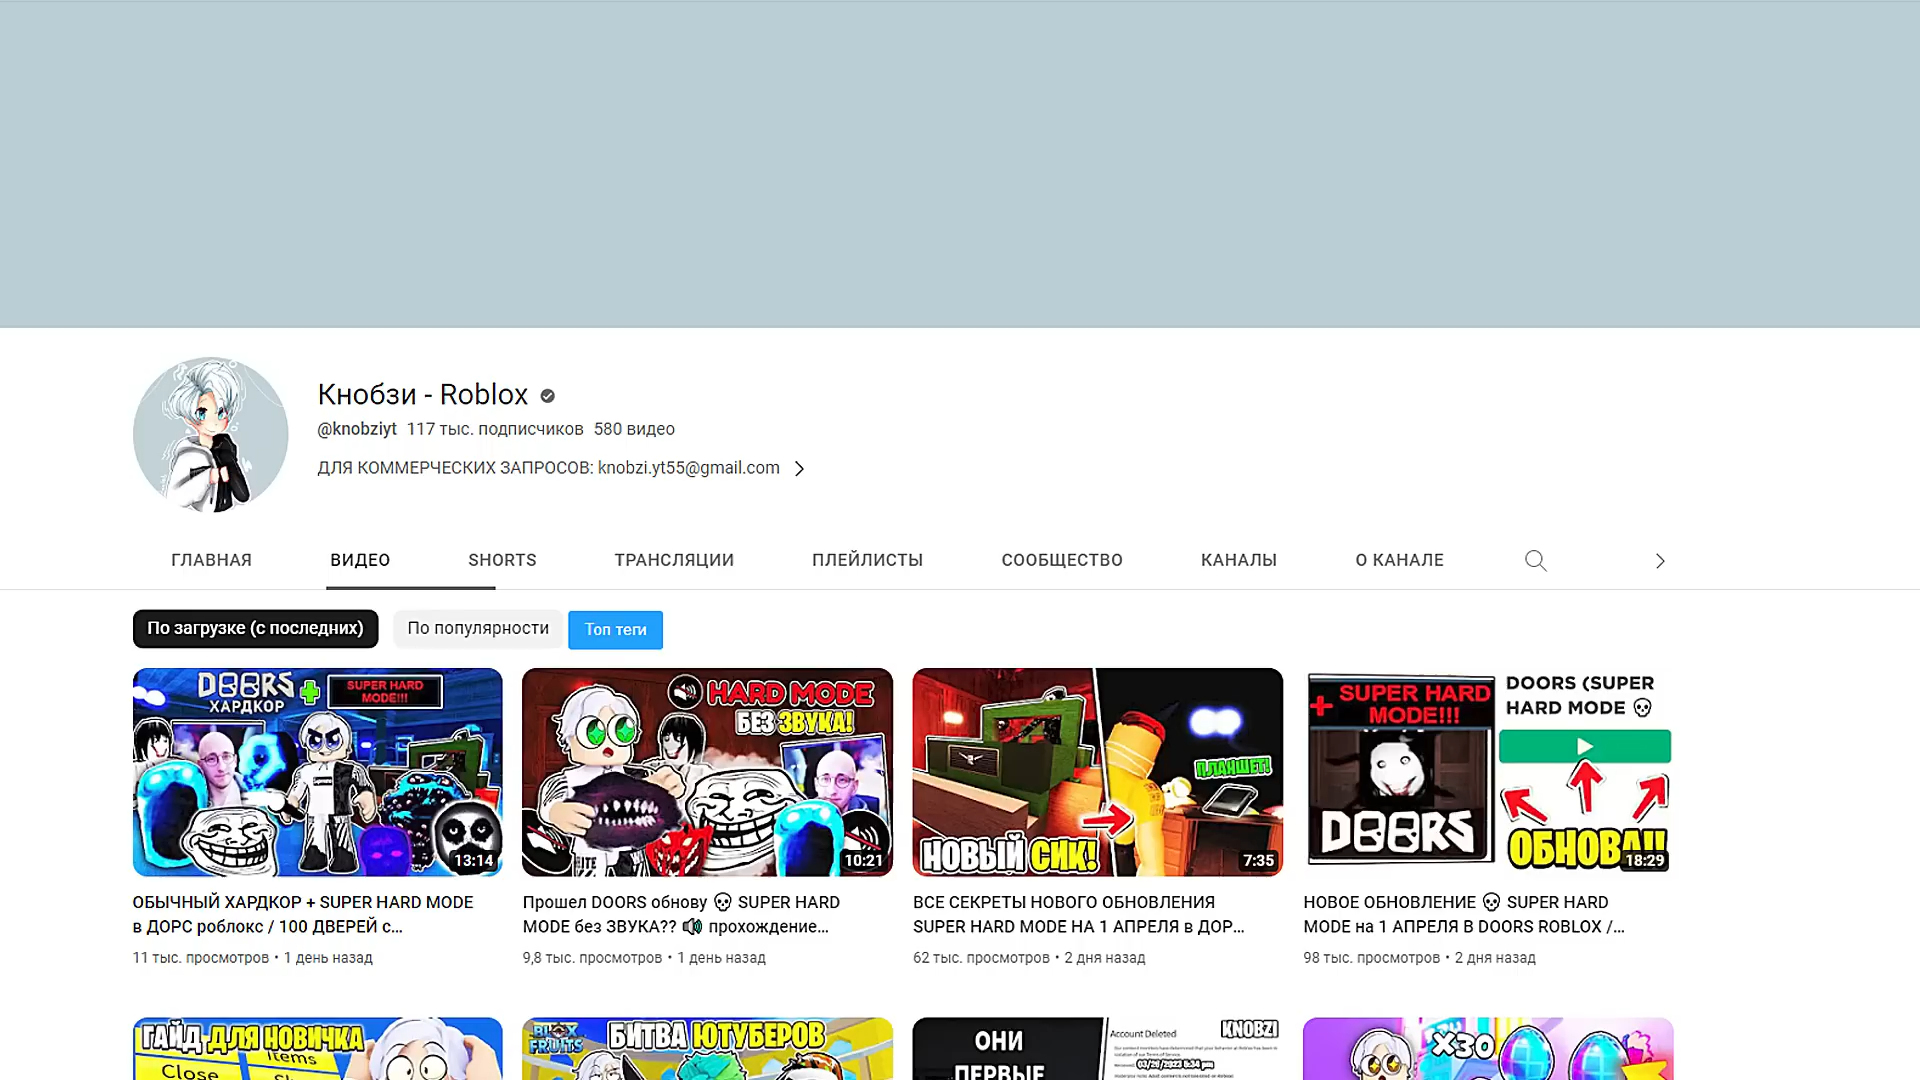 Кнобзи - Roblox
@knobziyt 117 тыс. подписчиков 580 видео
ДЛЯ КОММЕРЧЕСКИХ ЗАПРОСОВ: knobzi.yt55@gmail.com
ГЛАВНАЯ ВИДЕО SHORTS ТРАНСЛЯЦИИ ПЛЕЙЛИСТЫ СООБЩЕСТВО КАНАЛЫ О КАНАЛЕ
По загрузке (с последних) По популярности Топ теги
DOORS
ХАРДКОР
SUPER HARD
MODE!!!
13:14
HARD MODE
БЕЗ ЗВУКА!
10:21
ПЛАНШЕТ!
НОВЫЙ СИК!
7:35
+ SUPER HARD
MODE!!!
DOORS
DOORS (SUPER
HARD MODE 💀
ОБНОВА!!
18:29
ОБЫЧНЫЙ ХАРДКОР + SUPER HARD MODE
в ДОРС роблокс / 100 ДВЕРЕЙ с...
11 тыс. просмотров • 1 день назад
Прошел DOORS обнову 💀 SUPER HARD
MODE без ЗВУКА?? 🔊 прохождение...
9,8 тыс. просмотров • 1 день назад
ВСЕ СЕКРЕТЫ НОВОГО ОБНОВЛЕНИЯ
SUPER HARD MODE НА 1 АПРЕЛЯ в ДОР...
62 тыс. просмотров • 2 дня назад
НОВОЕ ОБНОВЛЕНИЕ 💀 SUPER HARD
MODE на 1 АПРЕЛЯ В DOORS ROBLOX /...
98 тыс. просмотров • 2 дня назад
ГАЙД ДЛЯ НОВИЧКА
Items
Close
BLOX
FRUITS
БИТВА ЮТУБЕРОВ
ОНИ
ПЕРВЫЕ
Account Deleted
KNOBZI
X30